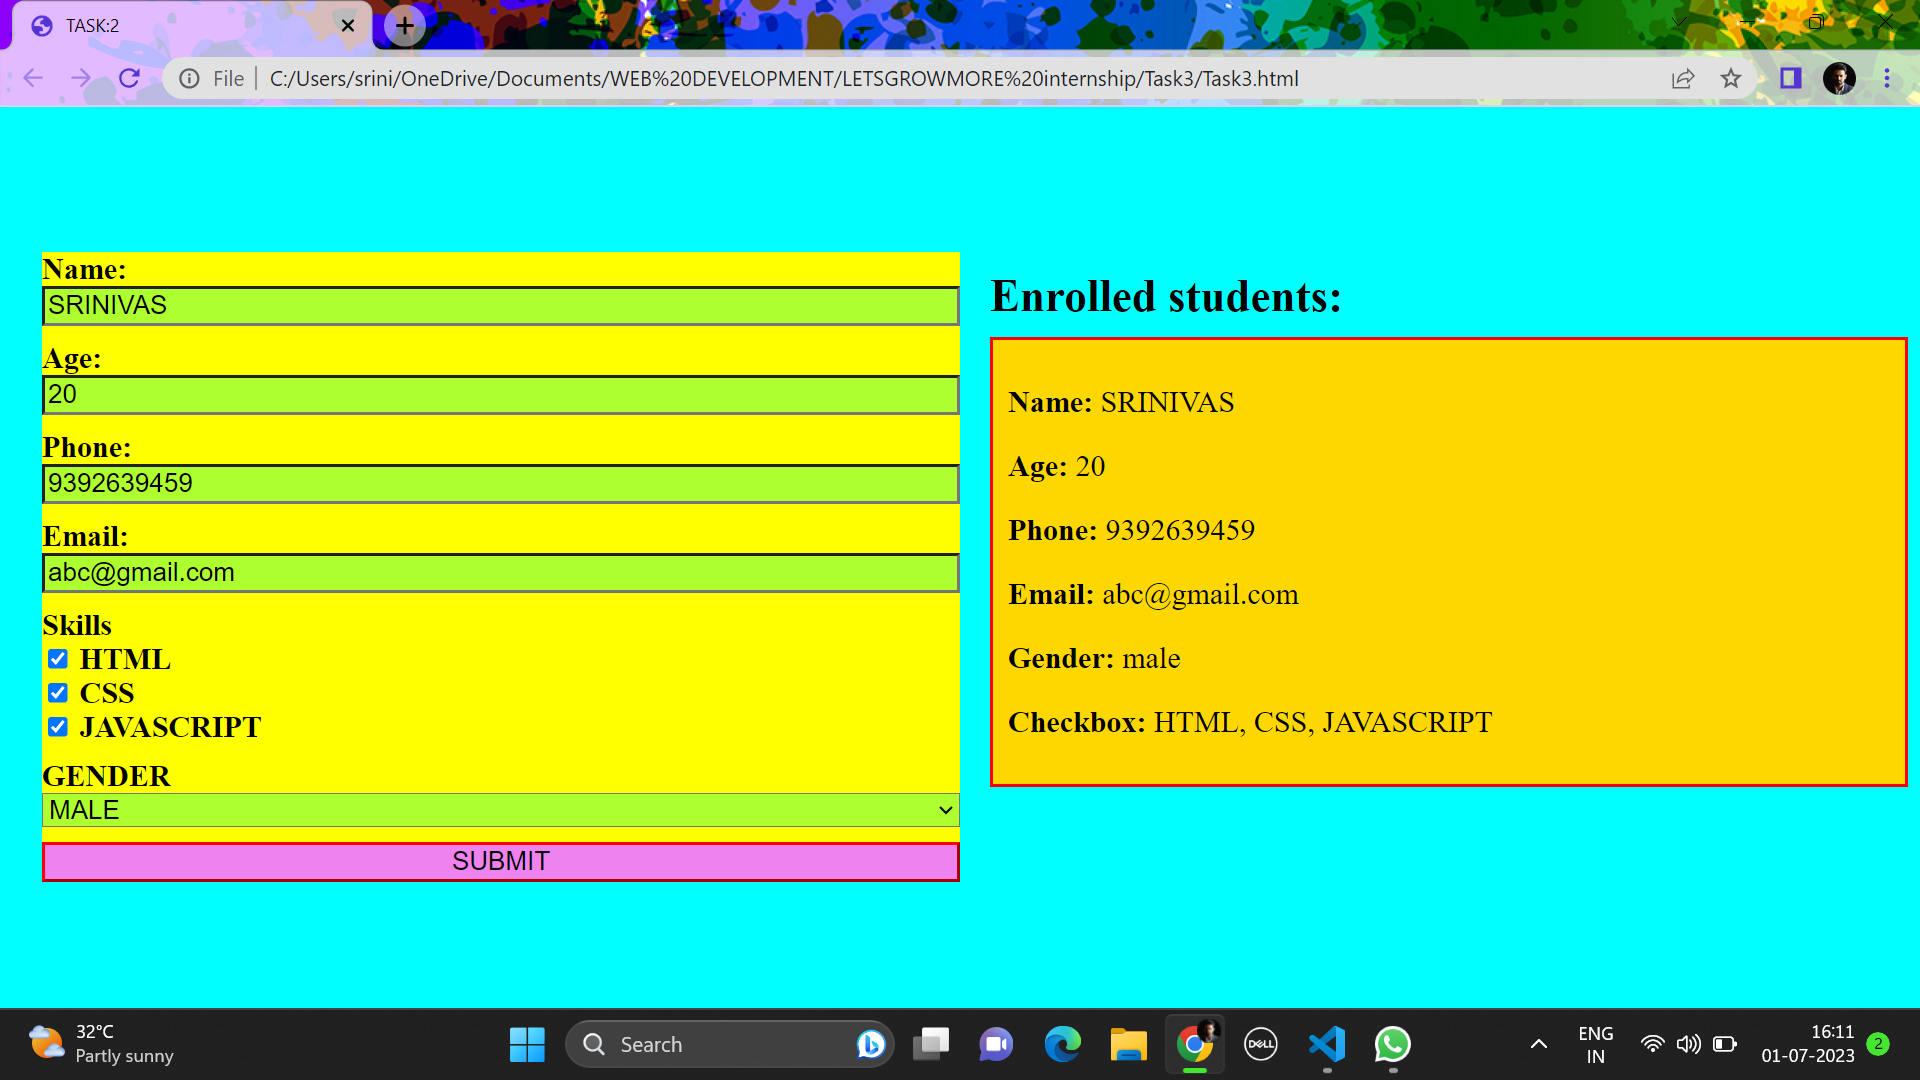 TASK:2
File | C:/Users/srini/OneDrive/Documents/WEB%20DEVELOPMENT/LETSGROWMORE%20internship/Task3/Task3.html
Name:
SRINIVAS
Age:
20
Phone:
9392639459
Email:
abc@gmail.com
Skills
HTML
CSS
JAVASCRIPT
GENDER
MALE
SUBMIT
Enrolled students:
Name: SRINIVAS
Age: 20
Phone: 9392639459
Email: abc@gmail.com
Gender: male
Checkbox: HTML, CSS, JAVASCRIPT
32°C
Partly sunny
Search
DELL
ENG
IN
16:11
01-07-2023
2